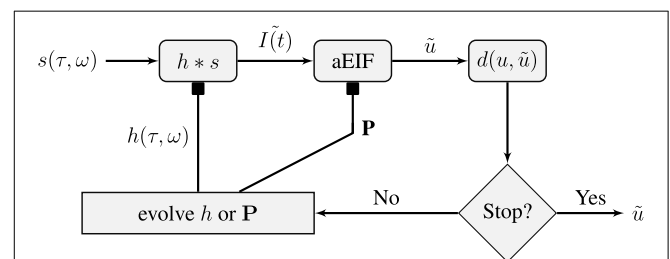 s(τ, ω) h ∗ s Ĩ(t) aEIF ũ d(u, ũ)
h(τ, ω) P
evolve h or P No Stop? Yes ũ